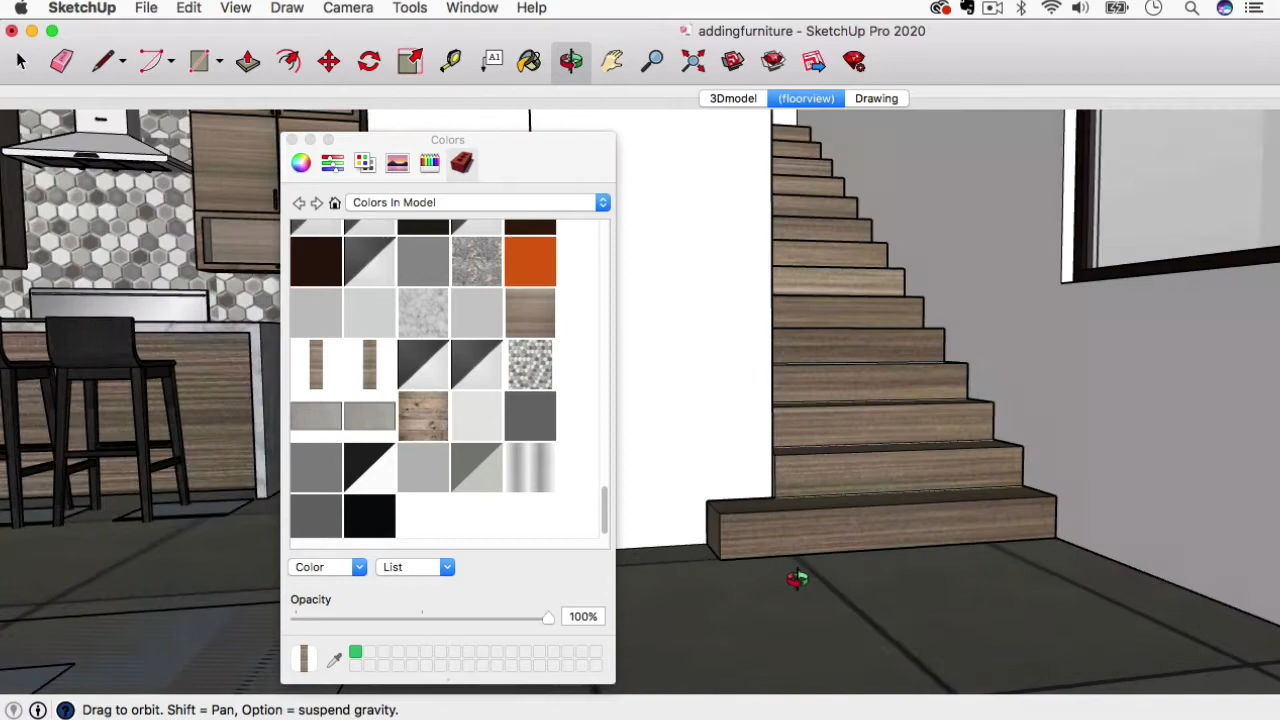 SketchUp File Edit View Draw Camera Tools Window Help
addingfurniture - SketchUp Pro 2020
A1
3Dmodel (floorview) Drawing
Colors
Colors In Model
Color List
Opacity
100%
Drag to orbit. Shift = Pan, Option = suspend gravity.